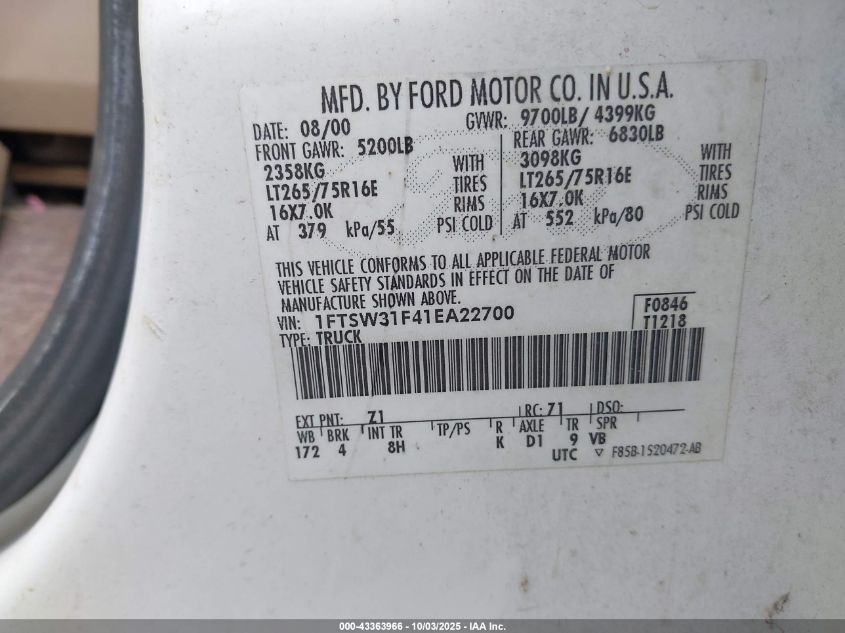 MFD. BY FORD MOTOR CO. IN U.S.A.
DATE: 08/00 GVWR: 9700LB/ 4399KG
FRONT GAWR: 5200LB REAR GAWR: 6830LB
2358KG WITH 3098KG WITH
LT265/75R16E TIRES LT265/75R16E TIRES
16X7.0K RIMS 16X7.0K RIMS
AT 379 kPa/55 PSI COLD AT 552 kPa/80 PSI COLD
THIS VEHICLE CONFORMS TO ALL APPLICABLE FEDERAL MOTOR
VEHICLE SAFETY STANDARDS IN EFFECT ON THE DATE OF
MANUFACTURE SHOWN ABOVE.
VIN: 1FTSW31F41EA22700 F0846
TYPE: TRUCK T1218
EXT PNT: Z1 RC: 71 DSO:
WB BRK INT TR TP/PS R AXLE TR SPR
172 4 8H K D1 9 VB
UTC F85B-1520472-AB
000-43363966 - 10/03/2025 - IAA Inc.